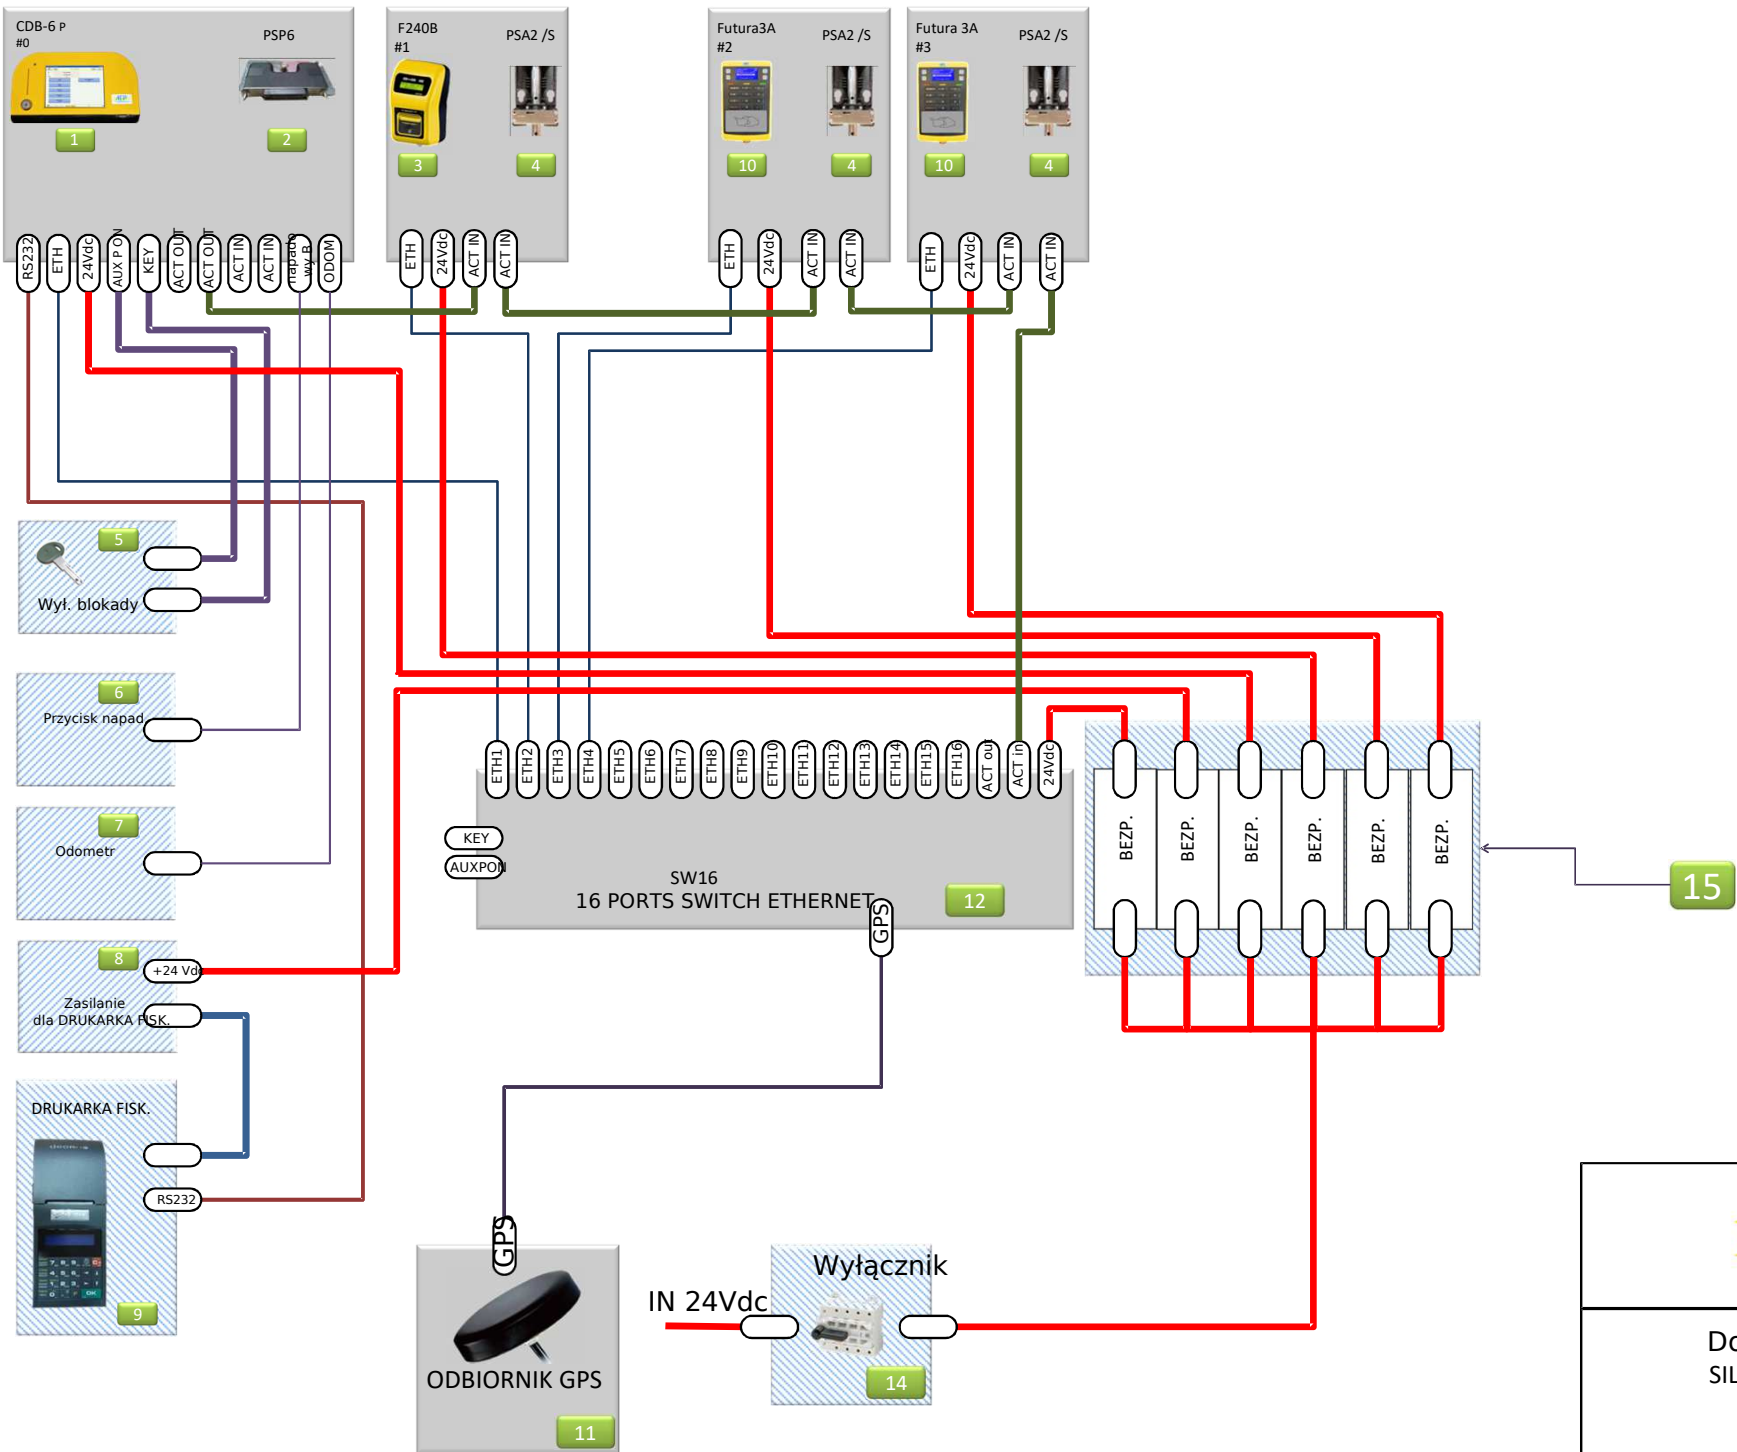 CDB-6 P
#0
PSP6
1
2
F240B
#1
PSA2 /S
3
4
Futura3A
#2
PSA2 /S
10
4
Futura 3A
#3
PSA2 /S
10
4
RS232
ETH
24Vdc
AUX P ON
KEY
ACT OUT
ACT OUT
ACT IN
ACT IN
napado
wy B
ODOM
ETH
24Vdc
ACT IN
ACT IN
ETH
24Vdc
ACT IN
ACT IN
ETH
24Vdc
ACT IN
ACT IN
5
Wył. blokady
6
Przycisk napad.
7
Odometr
8
+24 Vdc
Zasilanie
dla DRUKARKA FISK.
DRUKARKA FISK.
RS232
9
ETH1
ETH2
ETH3
ETH4
ETH5
ETH6
ETH7
ETH8
ETH9
ETH10
ETH11
ETH12
ETH13
ETH14
ETH15
ETH16
ACT out
ACT in
24Vdc
KEY
AUXPON
SW16
16 PORTS SWITCH ETHERNET
12
GPS
BEZP.
BEZP.
BEZP.
BEZP.
BEZP.
BEZP.
15
GPS
ODBIORNIK GPS
11
IN 24Vdc
Wyłącznik
14
Do
SIL